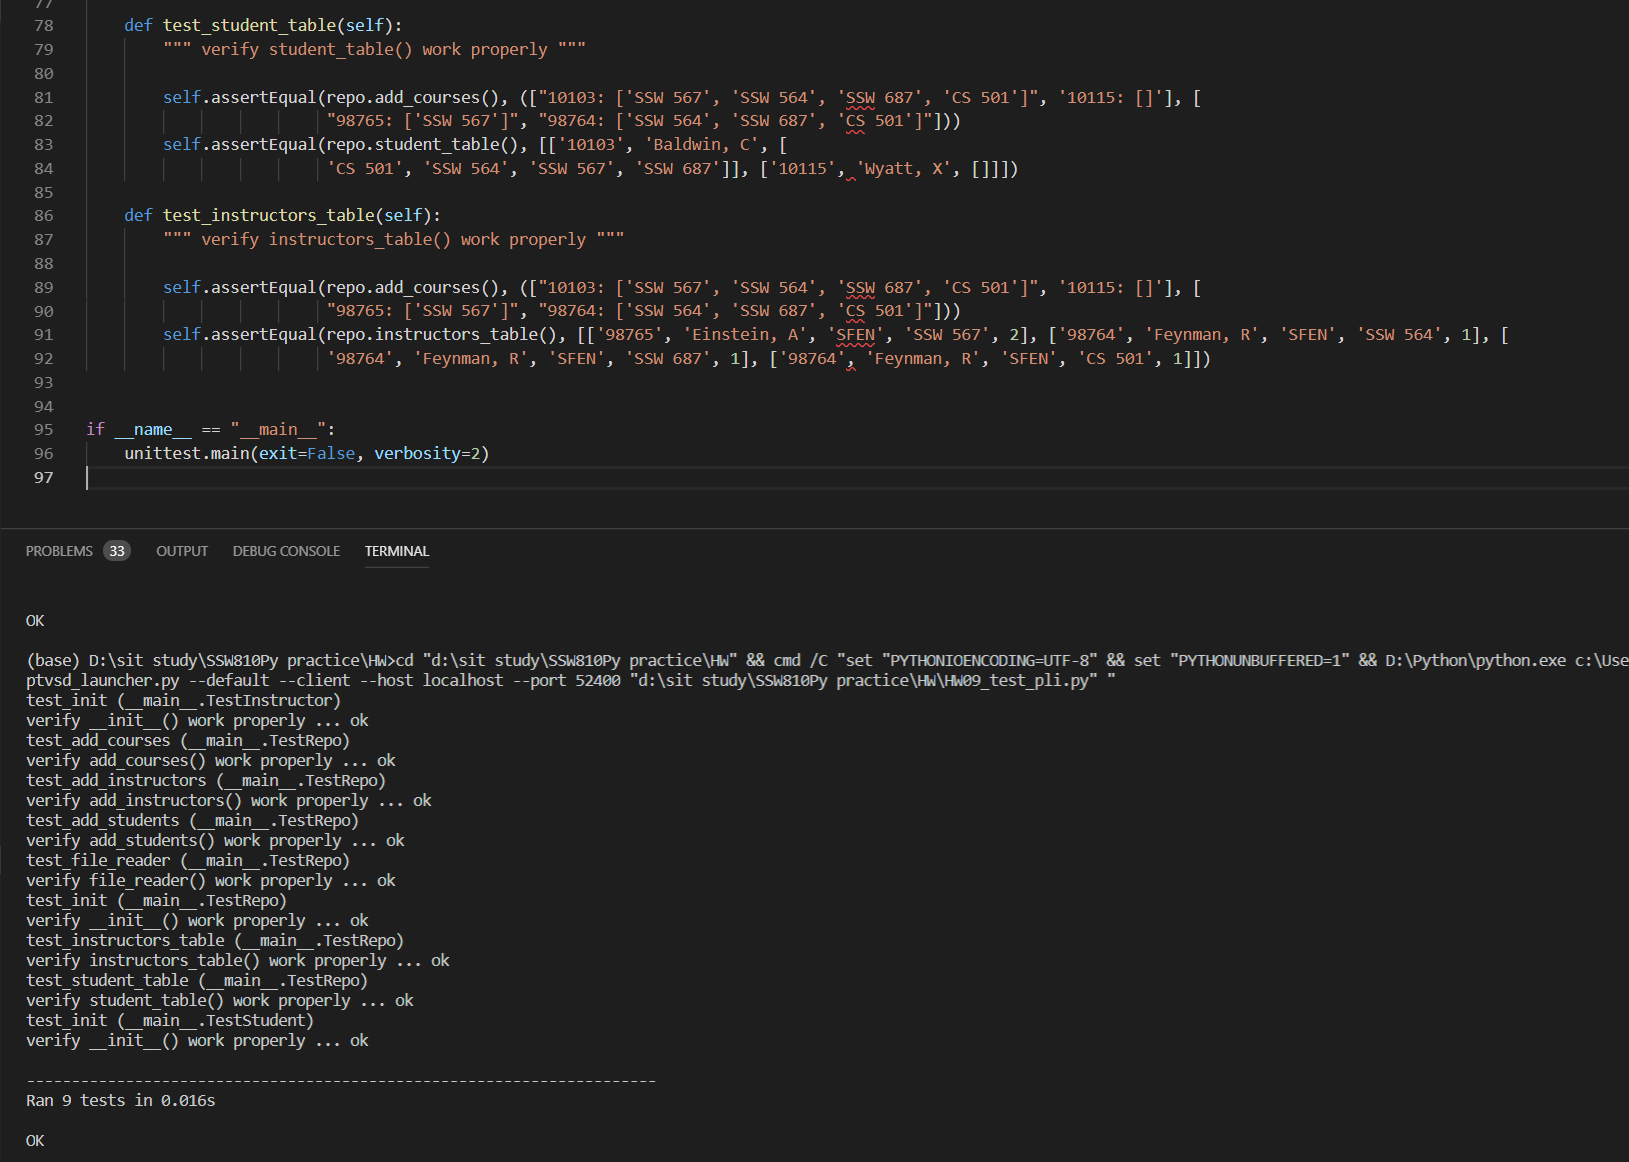 77
78 def test_student_table(self):
79 """ verify student_table() work properly """
80
81 self.assertEqual(repo.add_courses(), (["10103: ['SSW 567', 'SSW 564', 'SSW 687', 'CS 501']", '10115: []'], [
82 "98765: ['SSW 567']", "98764: ['SSW 564', 'SSW 687', 'CS 501']"]))
83 self.assertEqual(repo.student_table(), [['10103', 'Baldwin, C', [
84 'CS 501', 'SSW 564', 'SSW 567', 'SSW 687']], ['10115', 'Wyatt, X', []]])
85
86 def test_instructors_table(self):
87 """ verify instructors_table() work properly """
88
89 self.assertEqual(repo.add_courses(), (["10103: ['SSW 567', 'SSW 564', 'SSW 687', 'CS 501']", '10115: []'], [
90 "98765: ['SSW 567']", "98764: ['SSW 564', 'SSW 687', 'CS 501']"]))
91 self.assertEqual(repo.instructors_table(), [['98765', 'Einstein, A', 'SFEN', 'SSW 567', 2], ['98764', 'Feynman, R', 'SFEN', 'SSW 564', 1], [
92 '98764', 'Feynman, R', 'SFEN', 'SSW 687', 1], ['98764', 'Feynman, R', 'SFEN', 'CS 501', 1]])
93
94
95 if __name__ == "__main__":
96 unittest.main(exit=False, verbosity=2)
97
PROBLEMS 33 OUTPUT DEBUG CONSOLE TERMINAL
OK
(base) D:\sit study\SSW810Py practice\HW>cd "d:\sit study\SSW810Py practice\HW" && cmd /C "set "PYTHONIOENCODING=UTF-8" && set "PYTHONUNBUFFERED=1" && D:\Python\python.exe c:\Use
ptvsd_launcher.py --default --client --host localhost --port 52400 "d:\sit study\SSW810Py practice\HW\HW09_test_pli.py" "
test_init (__main__.TestInstructor)
verify __init__() work properly ... ok
test_add_courses (__main__.TestRepo)
verify add_courses() work properly ... ok
test_add_instructors (__main__.TestRepo)
verify add_instructors() work properly ... ok
test_add_students (__main__.TestRepo)
verify add_students() work properly ... ok
test_file_reader (__main__.TestRepo)
verify file_reader() work properly ... ok
test_init (__main__.TestRepo)
verify __init__() work properly ... ok
test_instructors_table (__main__.TestRepo)
verify instructors_table() work properly ... ok
test_student_table (__main__.TestRepo)
verify student_table() work properly ... ok
test_init (__main__.TestStudent)
verify __init__() work properly ... ok
----------------------------------------------------------------------
Ran 9 tests in 0.016s
OK